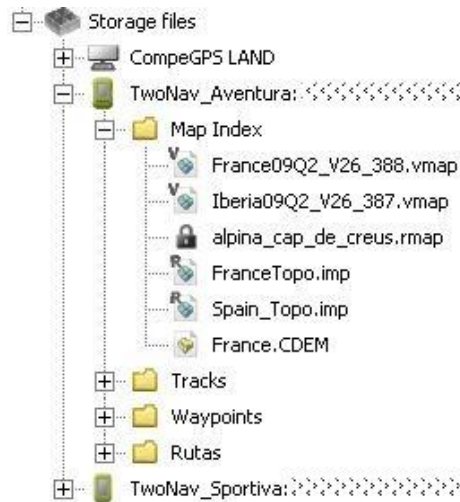 Storage files
CompeGPS LAND
TwoNav_Aventura:
Map Index
France09Q2_V26_388.vmap
Iberia09Q2_V26_387.vmap
alpina_cap_de_creus.rmap
FranceTopo.imp
Spain_Topo.imp
France.CDEM
Tracks
Waypoints
Rutas
TwoNav_Sportiva: